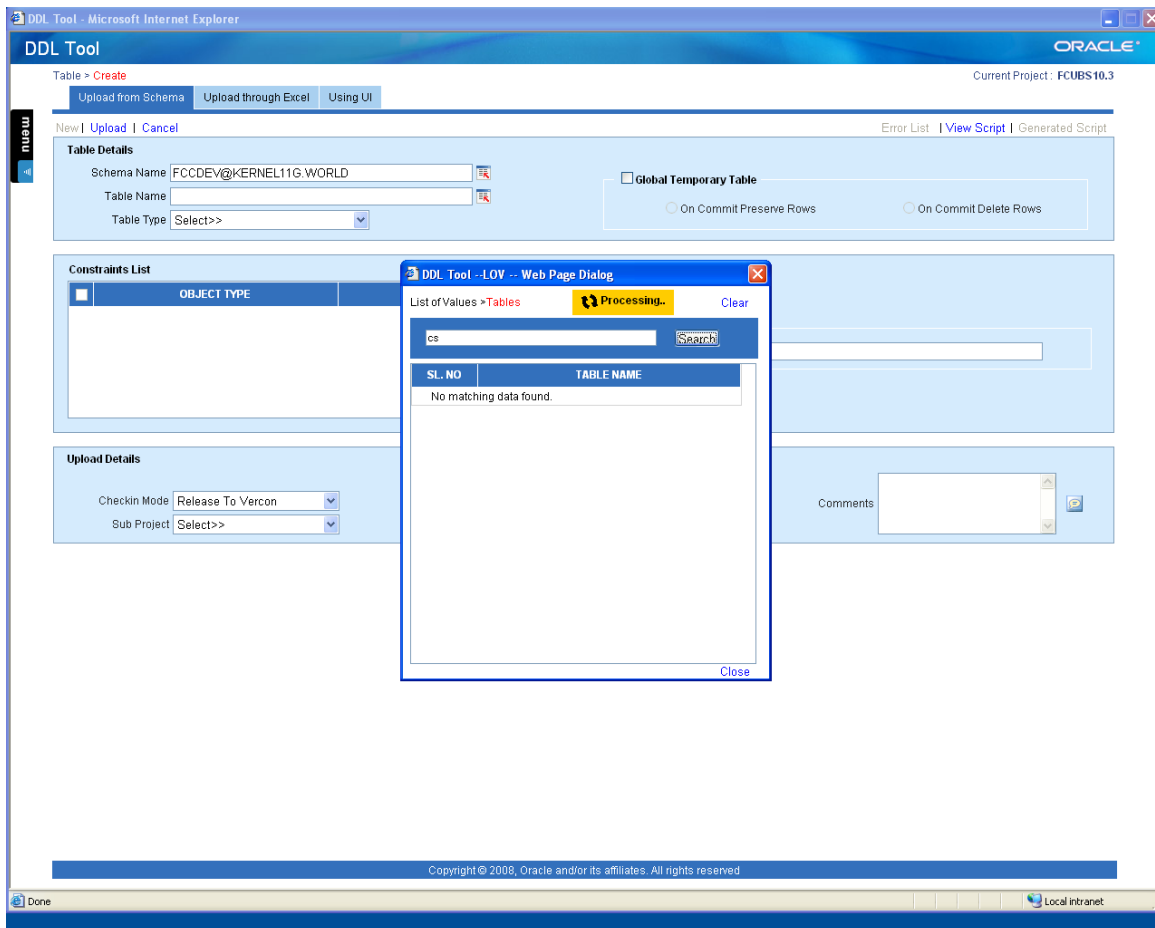 DDL Tool - Microsoft Internet Explorer
DDL Tool
ORACLE
Table > Create
Current Project : FCUBS10.3
Upload from Schema Upload through Excel Using UI
menu
New | Upload | Cancel
Error List | View Script | Generated Script
Table Details
Schema Name FCCDEV@KERNEL11G.WORLD
Global Temporary Table
Table Name
On Commit Preserve Rows On Commit Delete Rows
Table Type Select>>
Constraints List
OBJECT TYPE
DDL Tool --LOV -- Web Page Dialog
List of Values >Tables Processing.. Clear
cs Search
SL. NO TABLE NAME
No matching data found.
Close
Upload Details
Checkin Mode Release To Vercon
Comments
Sub Project Select>>
Copyright © 2008, Oracle and/or its affiliates. All rights reserved
Done
Local intranet